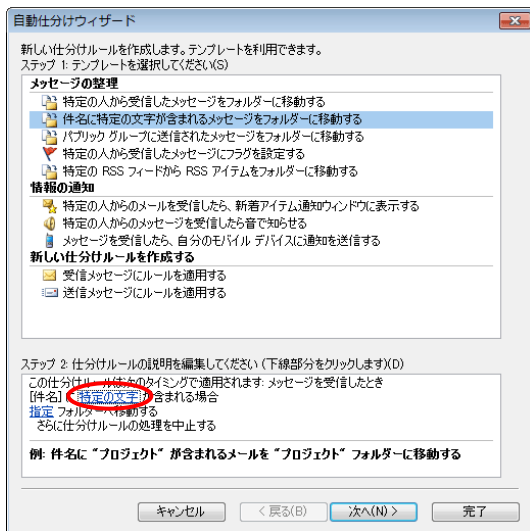 自動仕分けウィザード
新しい仕分けルールを作成します。テンプレートを利用できます。
ステップ 1: テンプレートを選択してください(S)
メッセージの整理
特定の人から受信したメッセージをフォルダーに移動する
件名に特定の文字が含まれるメッセージをフォルダーに移動する
パブリック グループに送信されたメッセージをフォルダーに移動する
特定の人から受信したメッセージにフラグを設定する
特定の RSS フィードから RSS アイテムをフォルダーに移動する
情報の通知
特定の人からのメールを受信したら、新着アイテム通知ウィンドウに表示する
特定の人からのメッセージを受信したら音で知らせる
メッセージを受信したら、自分のモバイル デバイスに通知を送信する
新しい仕分けルールを作成する
受信メッセージにルールを適用する
送信メッセージにルールを適用する
ステップ 2: 仕分けルールの説明を編集してください (下線部分をクリックします)(D)
この仕分けルールは次のタイミングで適用されます: メッセージを受信したとき
[件名] に 特定の文字 が含まれる場合
指定 フォルダーへ移動する
さらに仕分けルールの処理を中止する
例: 件名に "プロジェクト" が含まれるメールを "プロジェクト" フォルダーに移動する
キャンセル < 戻る(B) 次へ(N) > 完了